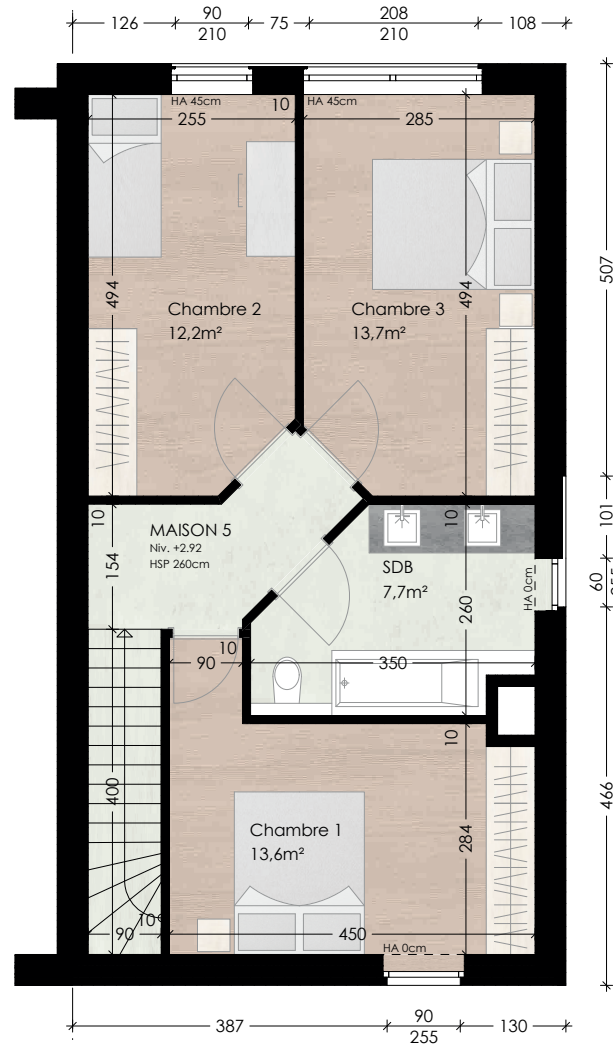 126
90
210
75
208
210
108
HA 45cm
10
HA 45cm
255
285
507
494
494
Chambre 2
12,2m²
Chambre 3
13,7m²
10
MAISON 5
Niv. +2.92
HSP 260cm
154
10
SDB
7,7m²
HA 0cm
101
60
260
90
10
350
400
10
466
Chambre 1
13,6m²
284
10
90
450
HA 0cm
387
90
255
130